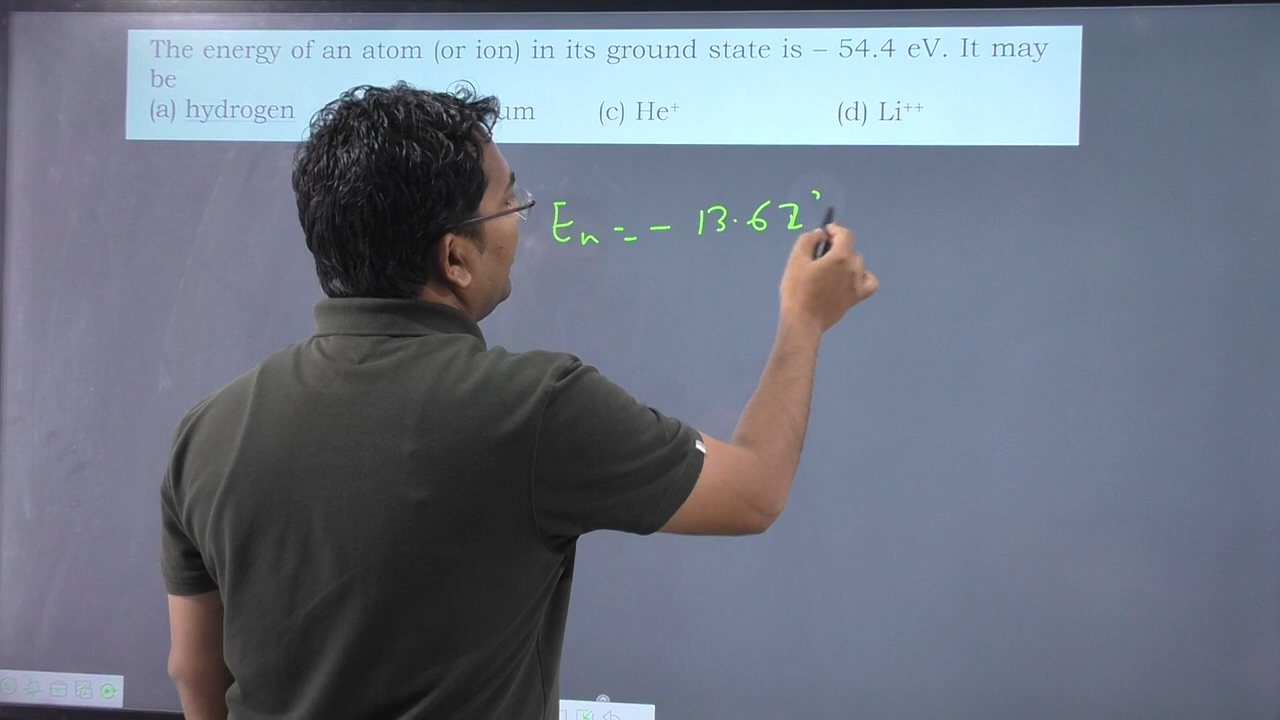 The energy of an atom (or ion) in its ground state is – 54.4 eV. It may
be
(a) hydrogen um (c) He⁺ (d) Li⁺⁺
Eₙ = - 13.6 Z²